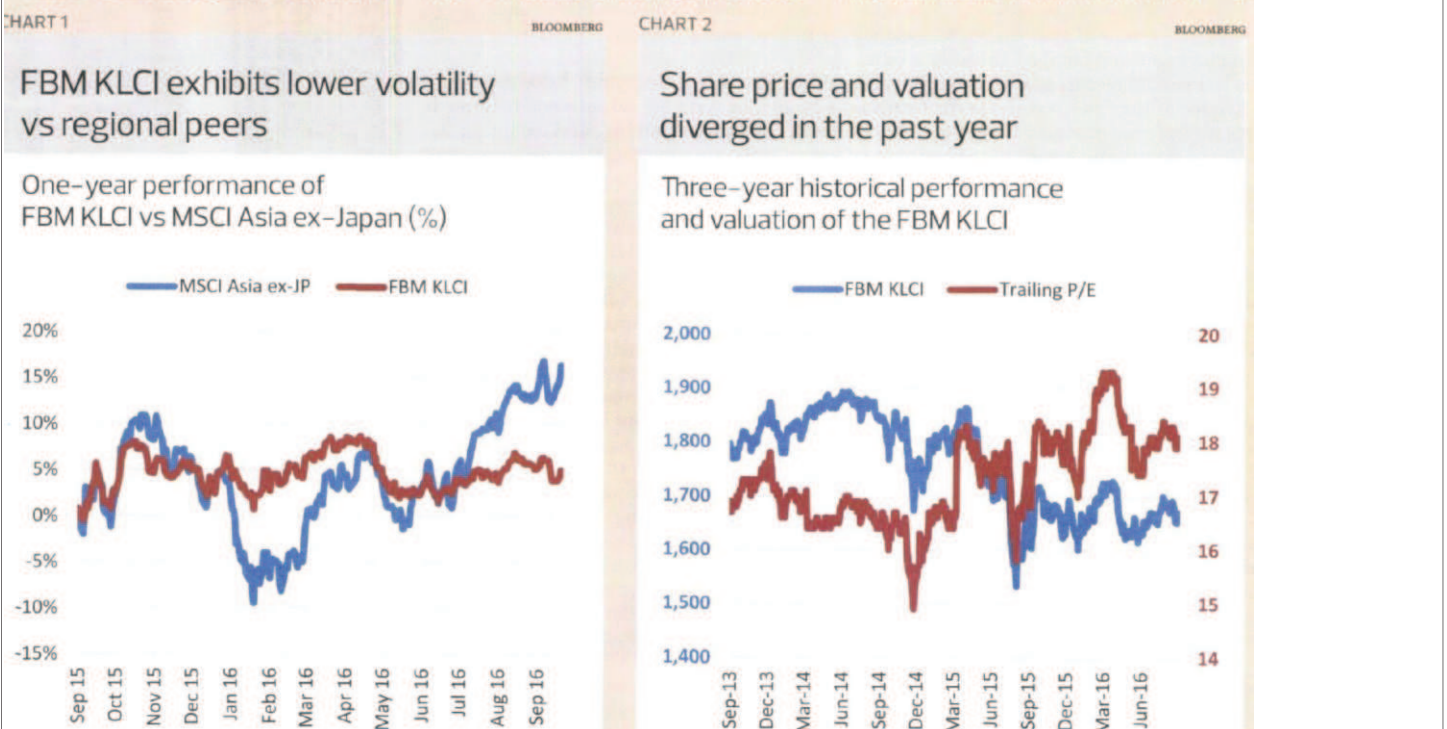 CHART 1
BLOOMBERG
FBM KLCI exhibits lower volatility
vs regional peers
One-year performance of
FBM KLCI vs MSCI Asia ex-Japan (%)
MSCI Asia ex-JP
FBM KLCI
20%
15%
10%
5%
0%
-5%
-10%
-15%
Sep 15
Oct 15
Nov 15
Dec 15
Jan 16
Feb 16
Mar 16
Apr 16
May 16
Jun 16
Jul 16
Aug 16
Sep 16
CHART 2
BLOOMBERG
Share price and valuation
diverged in the past year
Three-year historical performance
and valuation of the FBM KLCI
FBM KLCI
Trailing P/E
2,000
1,900
1,800
1,700
1,600
1,500
1,400
20
19
18
17
16
15
14
Sep-13
Dec-13
Mar-14
Jun-14
Sep-14
Dec-14
Mar-15
Jun-15
Sep-15
Dec-15
Mar-16
Jun-16